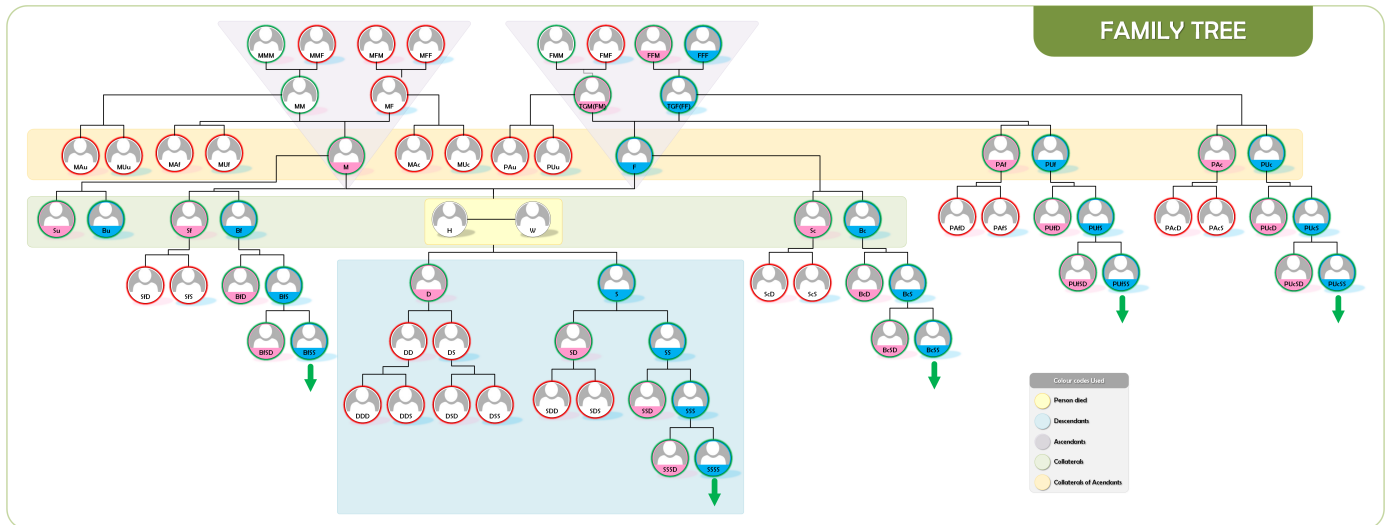 FAMILY TREE
MMM MMF MFM MFF FMM FMF FFM FFF
MM MF TGM(FM) TGF(FF)
MAu MUu MAf MUf M MAc MUc PAu PUu F PAf PUf PAc PUc
Su Bu Sf Bf H W Sc Bc PAfD PAfS PUfD PUfS PAcD PAcS PUcD PUcS
SfD SfS BfD BfS D S ScD ScS BcD BcS PUfSD PUfSS PUcSD PUcSS
BfSD BfSS DD DS SD SS BcSD BcSS
DDD DDS DSD DSS SDD SDS SSD SSS
SSSD SSSS
Colour codes Used
Person died
Descendants
Ascendants
Collaterals
Collaterals of Acendants